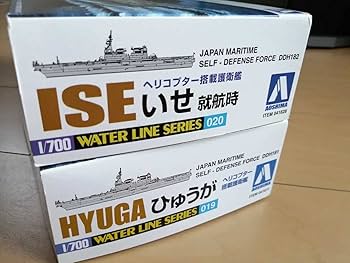 JAPAN MARITIME
SELF-DEFENSE FORCE DDH182
ヘリコプター搭載護衛艦
ISE いせ 就航時
AOSHIMA
1/700 WATER LINE SERIES 020
JAPAN MARITIME
SELF-DEFENSE FORCE DDH181
ヘリコプター搭載護衛艦
HYUGA ひゅうが
AOSHIMA
1/700 WATER LINE SERIES 019